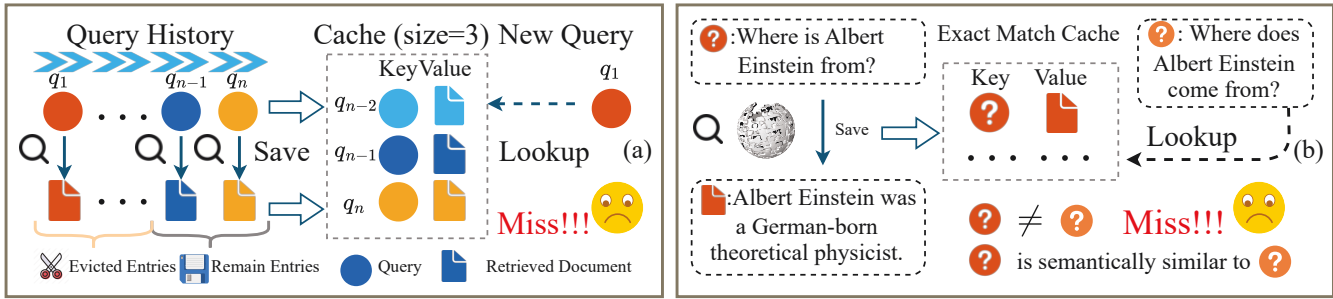 Query History
q1
qn−1
qn
. . .
Save
. . .
Evicted Entries
Remain Entries
Query
Retrieved Document
Cache (size=3)
Key Value
qn−2
qn−1
qn
New Query
q1
Lookup
(a)
Miss!!!
?:Where is Albert
Einstein from?
Save
:Albert Einstein was
a German-born
theoretical physicist.
Exact Match Cache
Key
Value
?
. . . . . .
?: Where does
Albert Einstein
come from?
Lookup
(b)
? ≠ ?
Miss!!!
? is semantically similar to ?